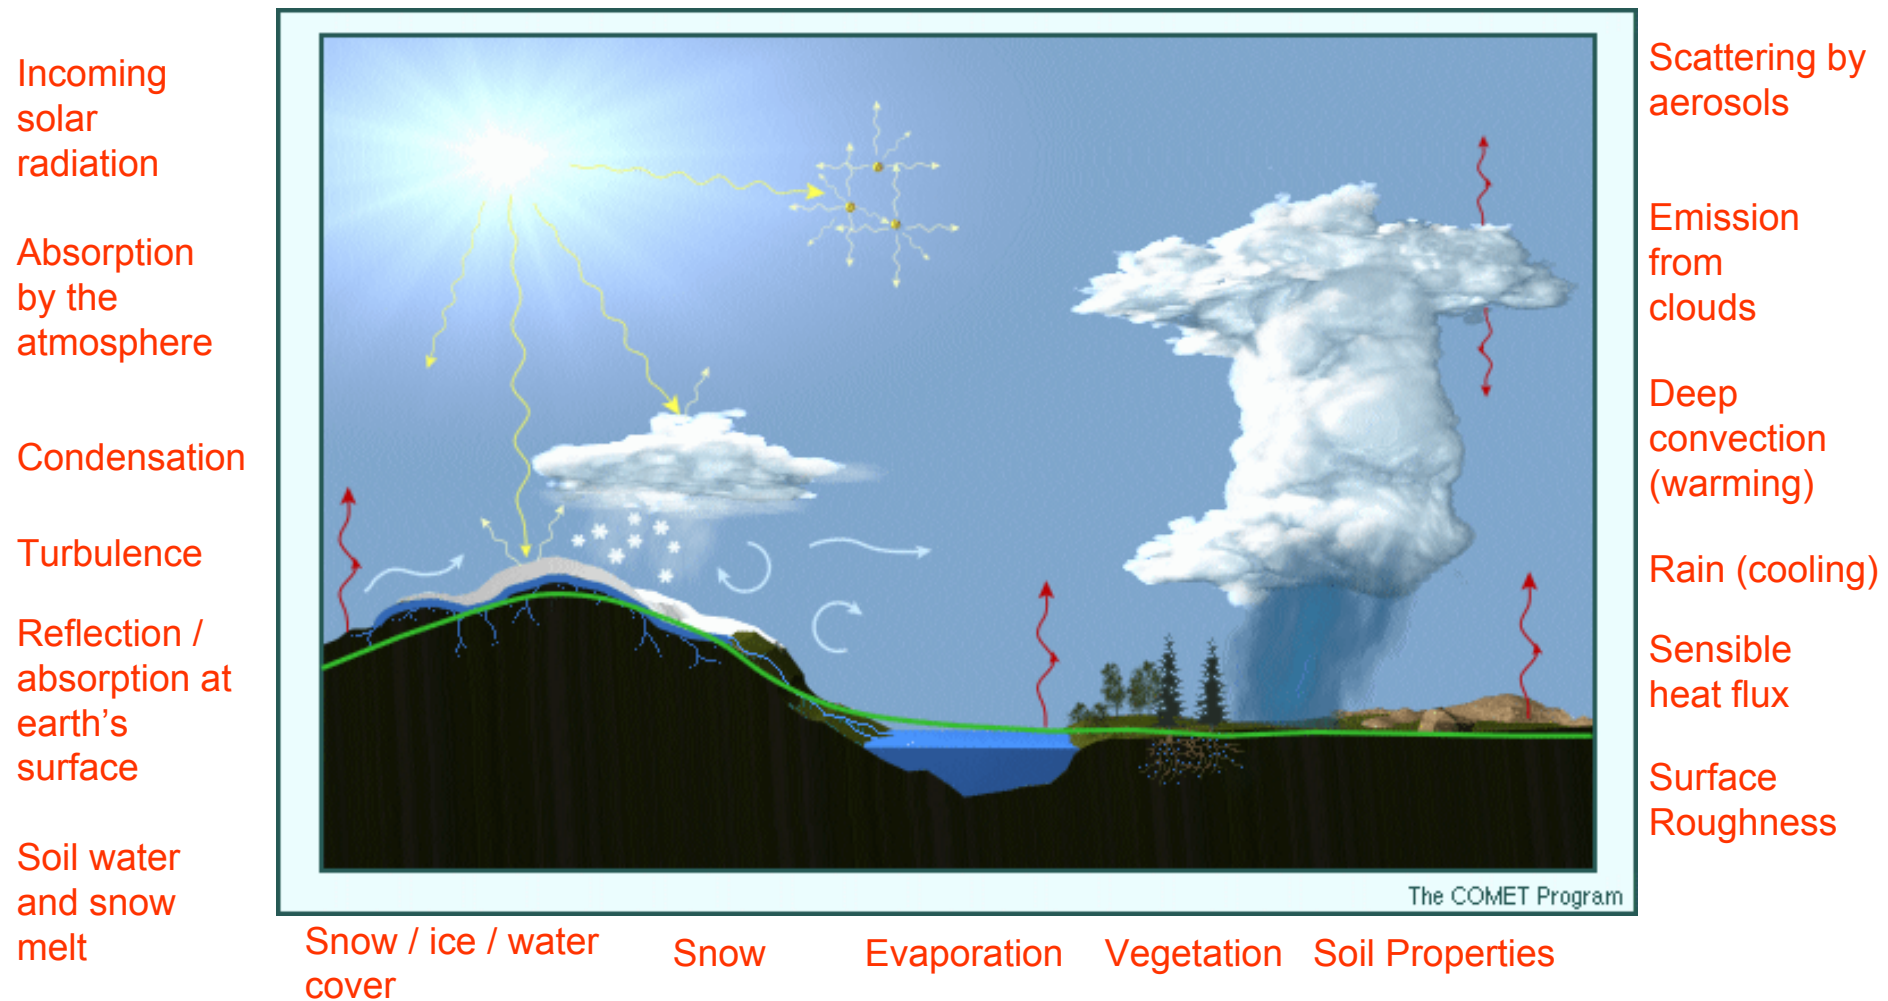 Incoming
solar
radiation
Absorption
by the
atmosphere
Condensation
Turbulence
Reflection /
absorption at
earth’s
surface
Soil water
and snow
melt
Scattering by
aerosols
Emission
from
clouds
Deep
convection
(warming)
Rain (cooling)
Sensible
heat flux
Surface
Roughness
The COMET Program
Snow / ice / water
cover
Snow
Evaporation
Vegetation
Soil Properties